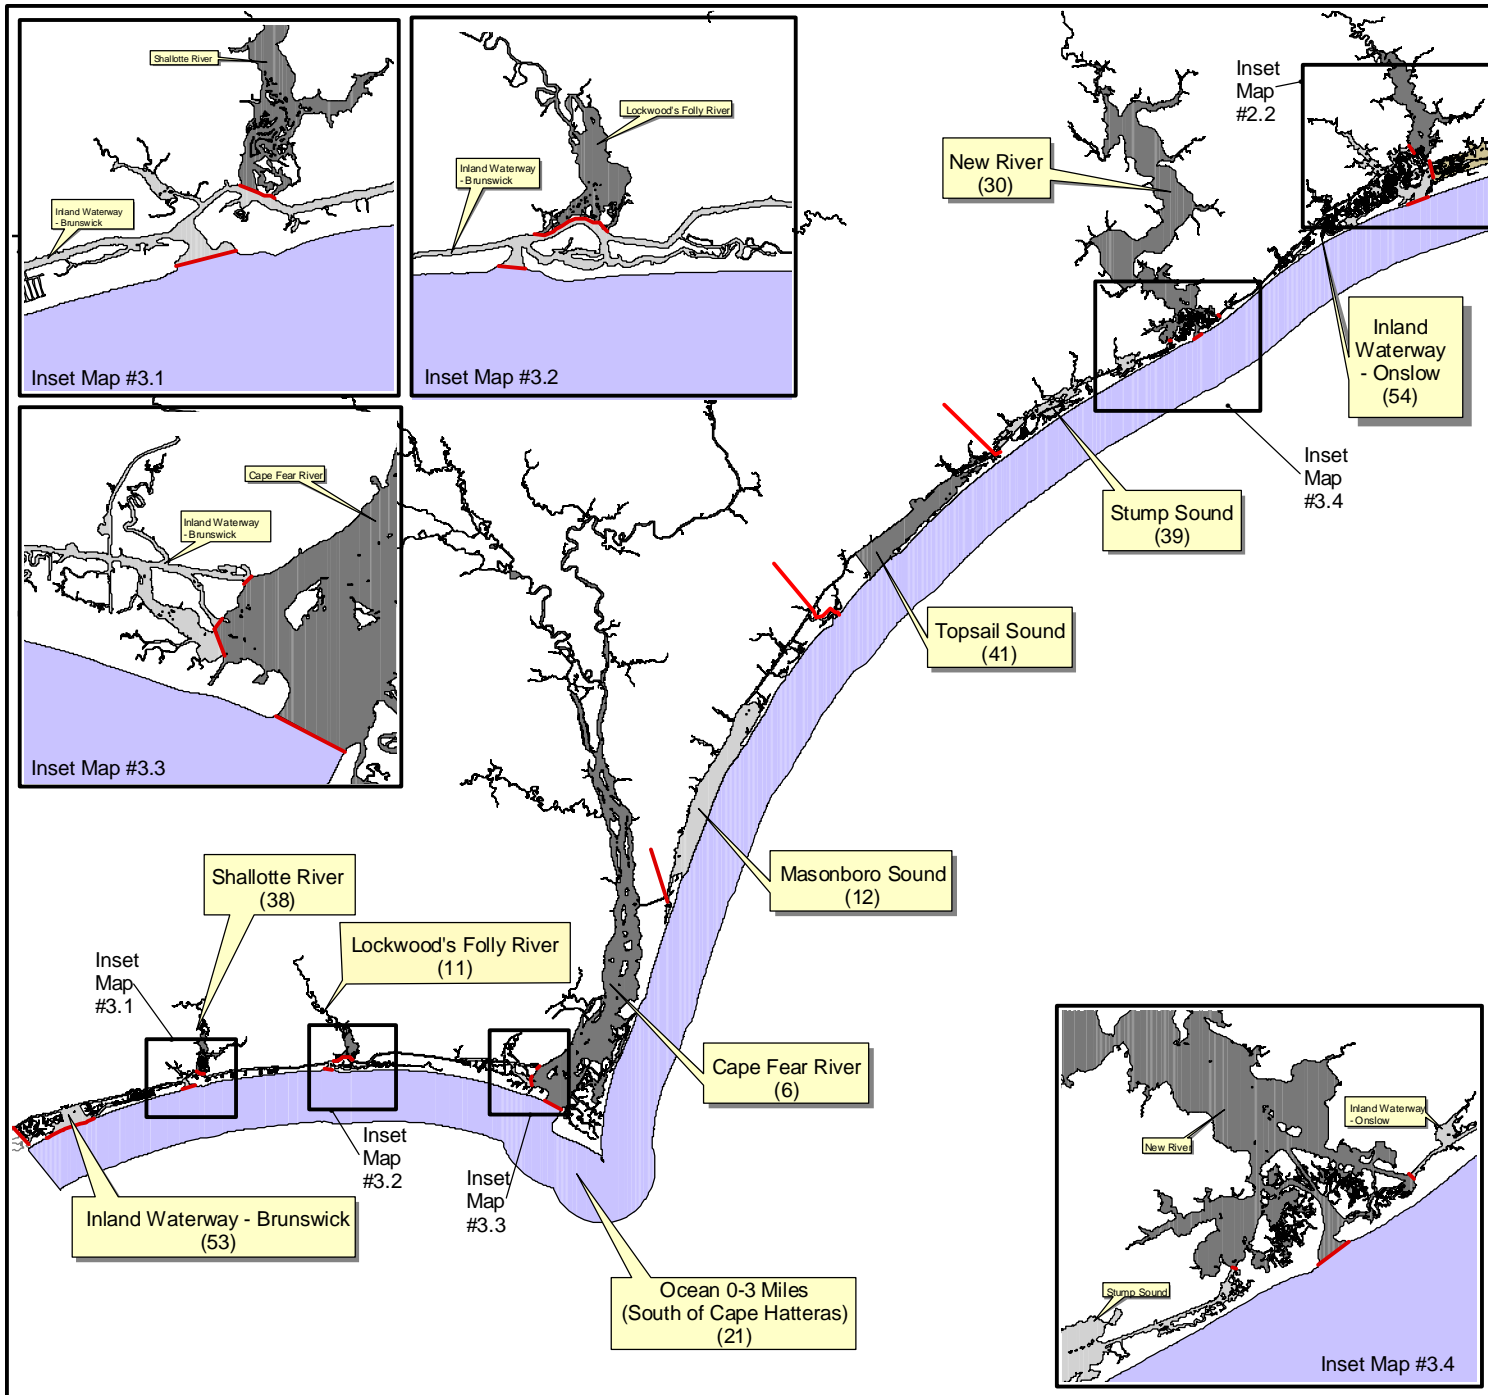 Shallotte River
Inland Waterway
- Brunswick
Inset Map #3.1
Lockwood's Folly River
Inland Waterway
- Brunswick
Inset Map #3.2
Cape Fear River
Inland Waterway
- Brunswick
Inset Map #3.3
New River
(30)
Inset
Map
#2.2
Inland
Waterway
- Onslow
(54)
Inset
Map
#3.4
Stump Sound
(39)
Topsail Sound
(41)
Masonboro Sound
(12)
Shallotte River
(38)
Lockwood's Folly River
(11)
Inset
Map
#3.1
Cape Fear River
(6)
Inset
Map
#3.2
Inset
Map
#3.3
Inland Waterway - Brunswick
(53)
Ocean 0-3 Miles
(South of Cape Hatteras)
(21)
Inland Waterway
- Onslow
New River
Stump Sound
Inset Map #3.4